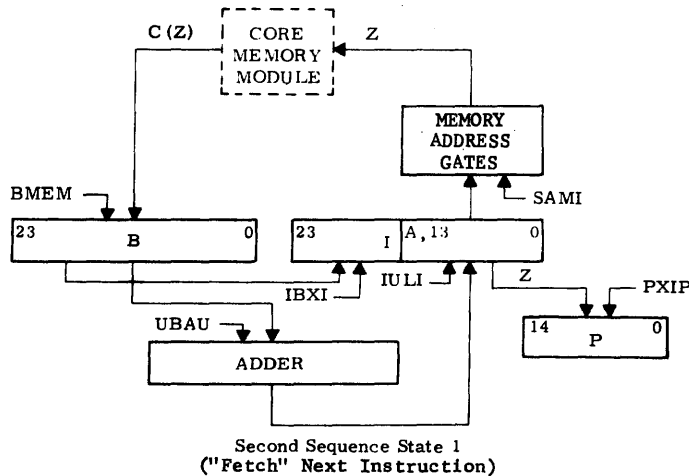 C(Z)
CORE
MEMORY
MODULE
Z
MEMORY
ADDRESS
GATES
BMEM
SAMI
23 B 0
23 I A,13 0
IBXI
IULI
Z
PXIP
UBAU
14 P 0
ADDER
Second Sequence State 1
("Fetch" Next Instruction)